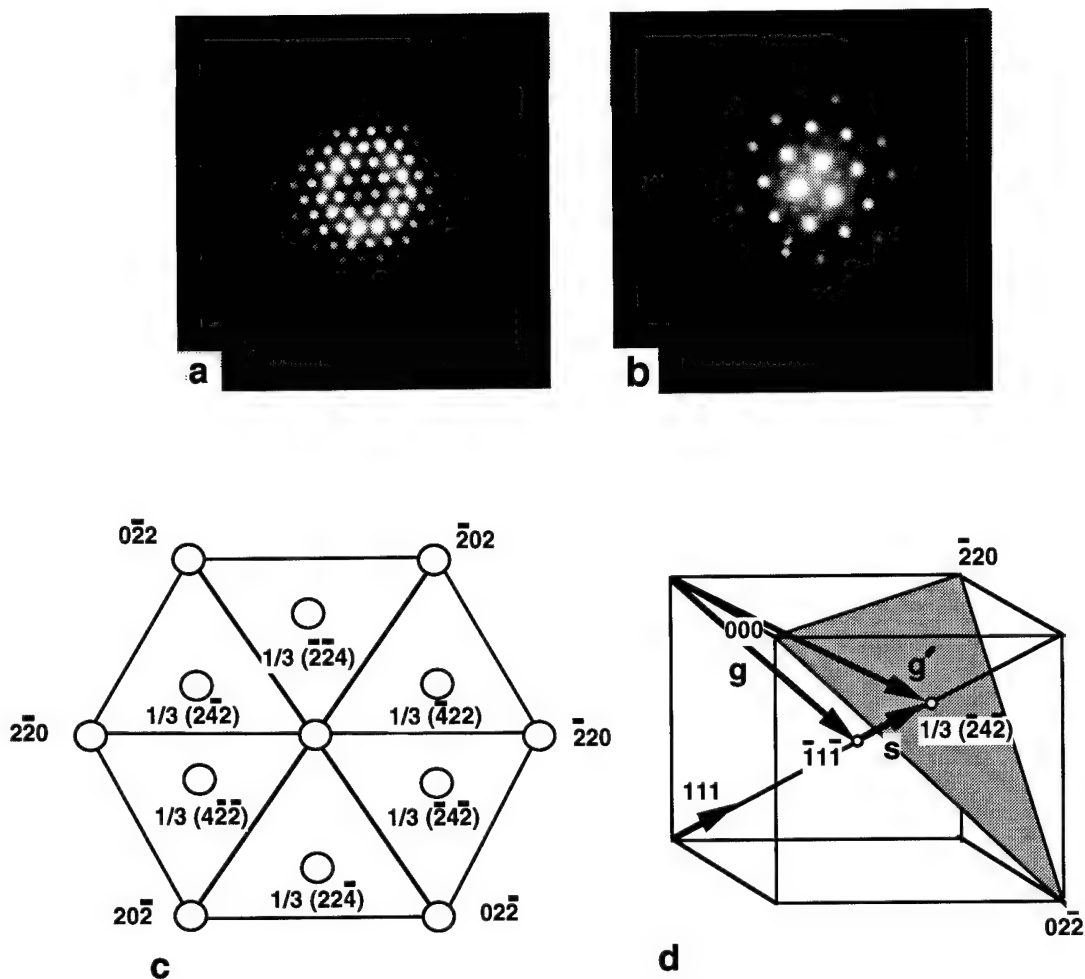 a
b
02̄2
2̄02
1/3 (2̄2̄4)
1/3 (24̄2)
1/3 (4̄22)
22̄0
2̄20
1/3 (42̄2̄)
1/3 (2̄42̄)
1/3 (224̄)
202̄
022̄
c
2̄20
000
g′
g
1/3 (2̄42̄)
1̄11̄
s
111
022̄
d